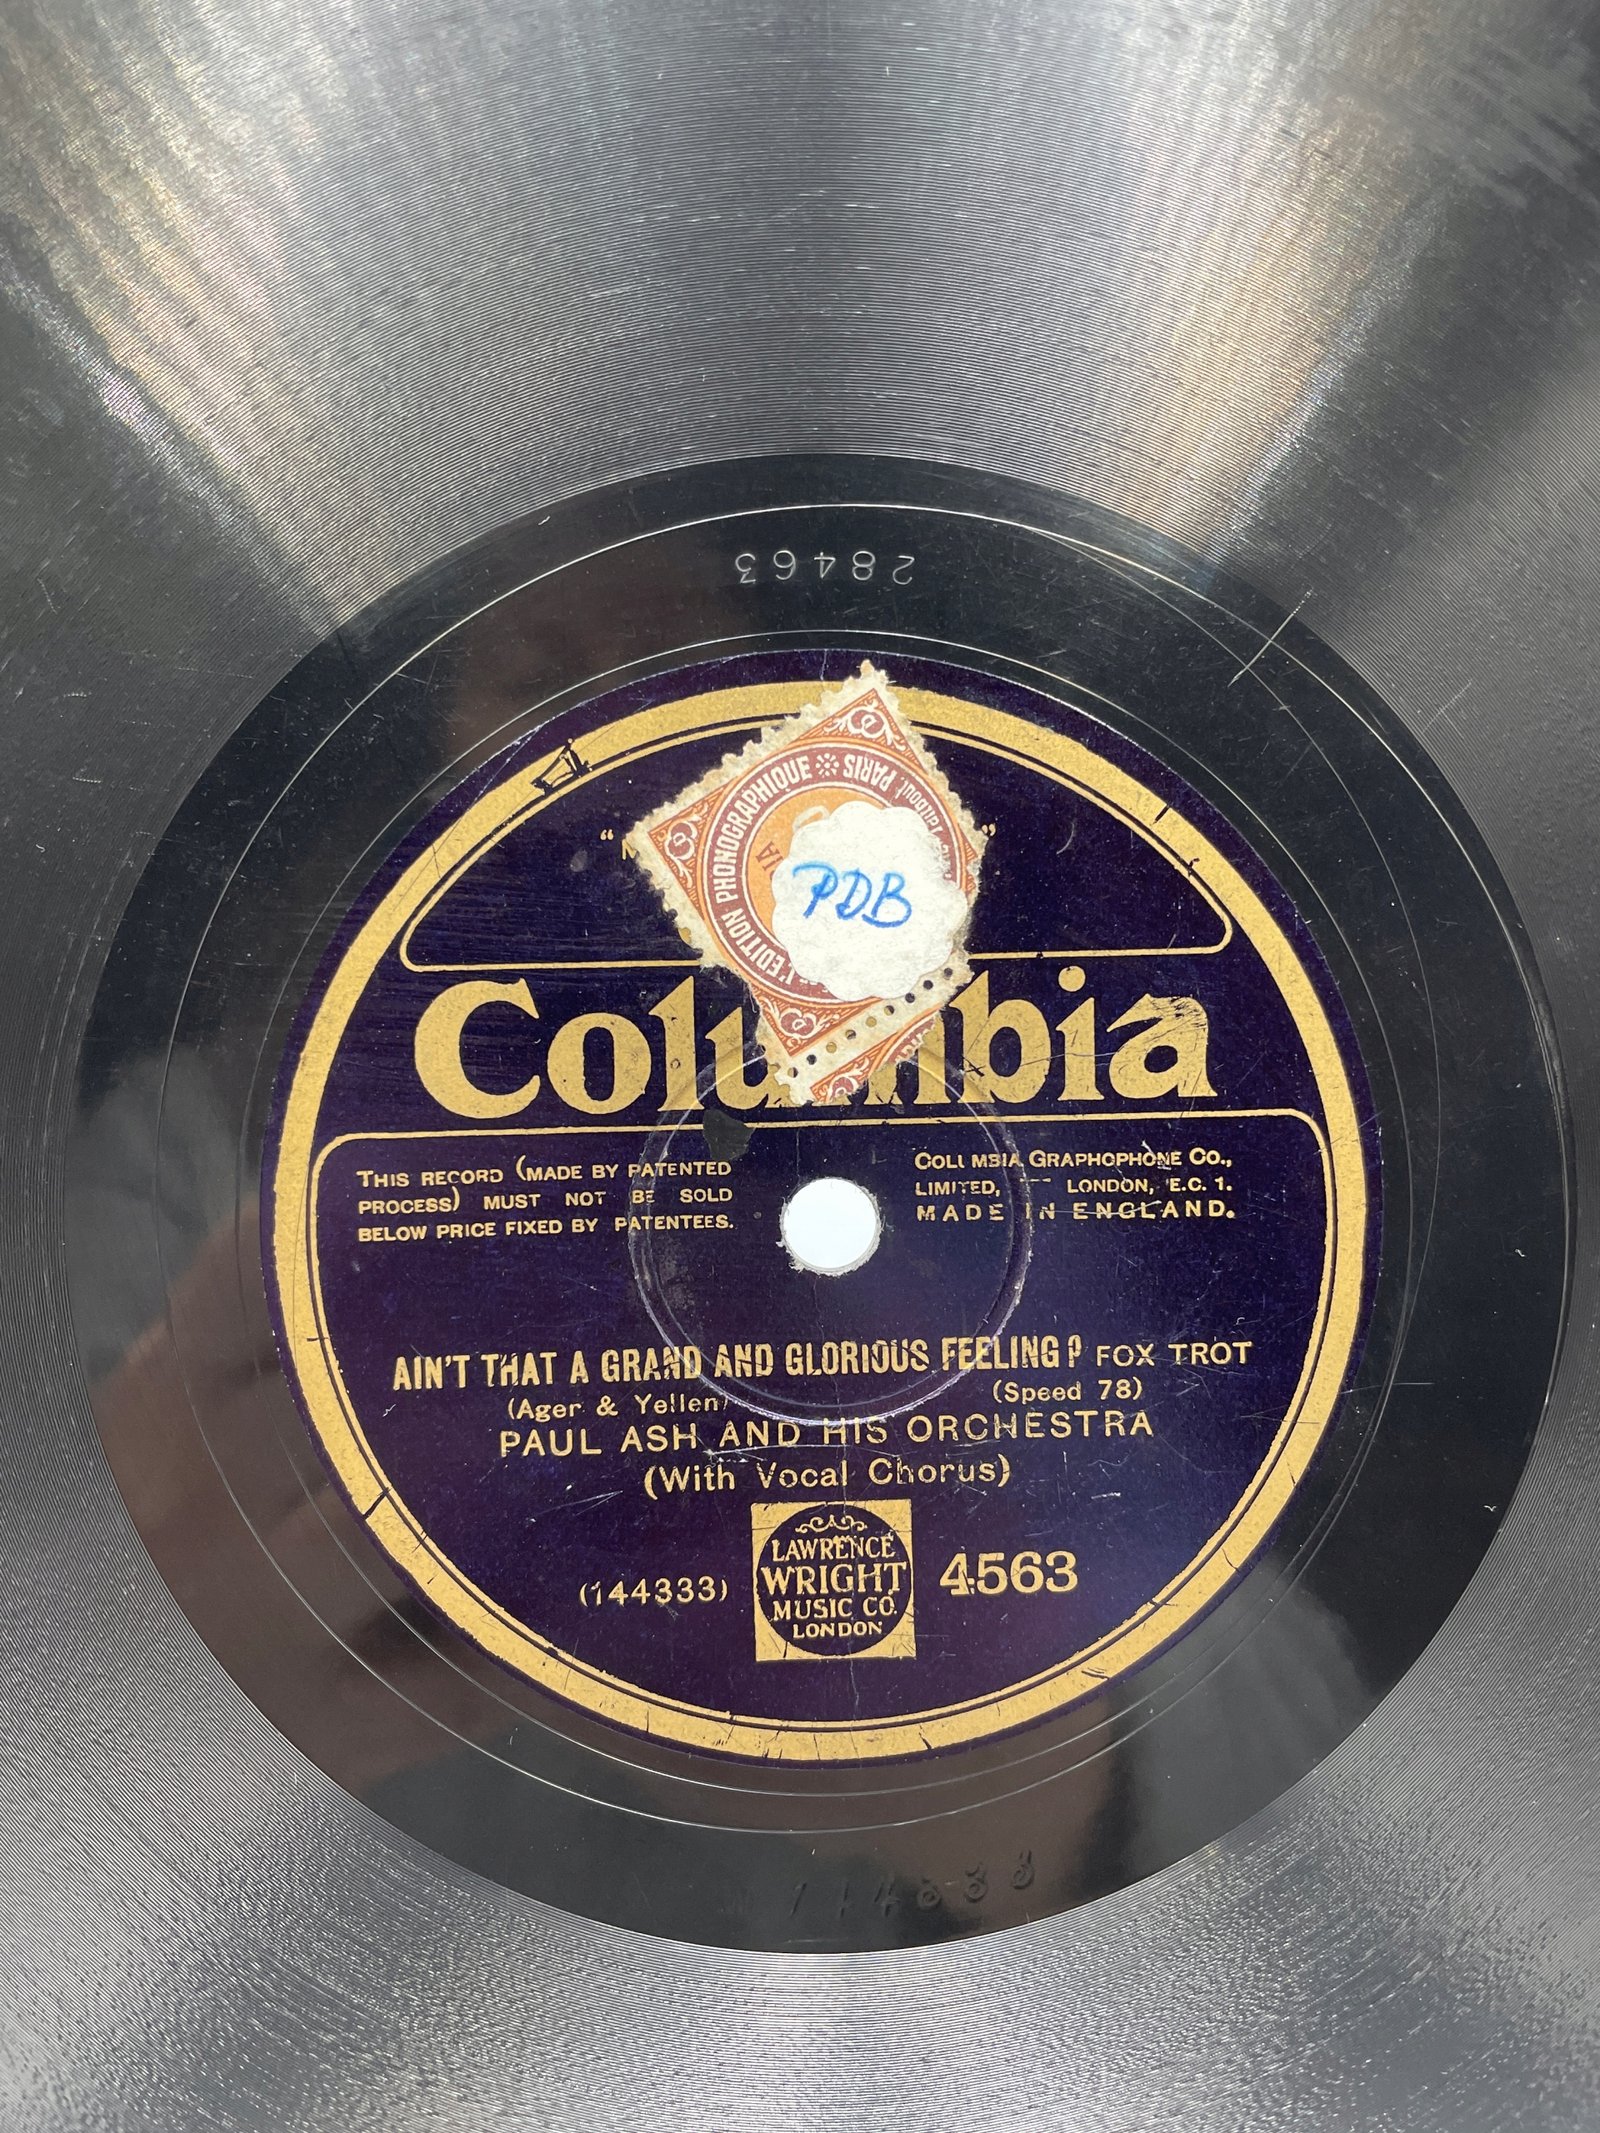 28463
L'EDITION PHONOGRAPHIQUE ❊ PARIS
PDB
Columbia
THIS RECORD (MADE BY PATENTED
PROCESS) MUST NOT BE SOLD
BELOW PRICE FIXED BY PATENTEES.
COLUMBIA GRAPHOPHONE CO.,
LIMITED, LONDON, E.C. 1.
MADE IN ENGLAND.
AIN'T THAT A GRAND AND GLORIOUS FEELING? FOX TROT
(Ager & Yellen) (Speed 78)
PAUL ASH AND HIS ORCHESTRA
(With Vocal Chorus)
LAWRENCE
WRIGHT
MUSIC CO.
LONDON
(144333)
4563
144333